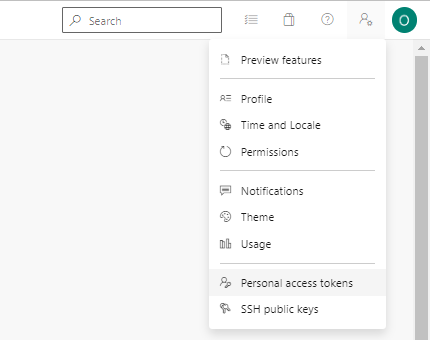 Search
O
Preview features
Profile
Time and Locale
Permissions
Notifications
Theme
Usage
Personal access tokens
SSH public keys